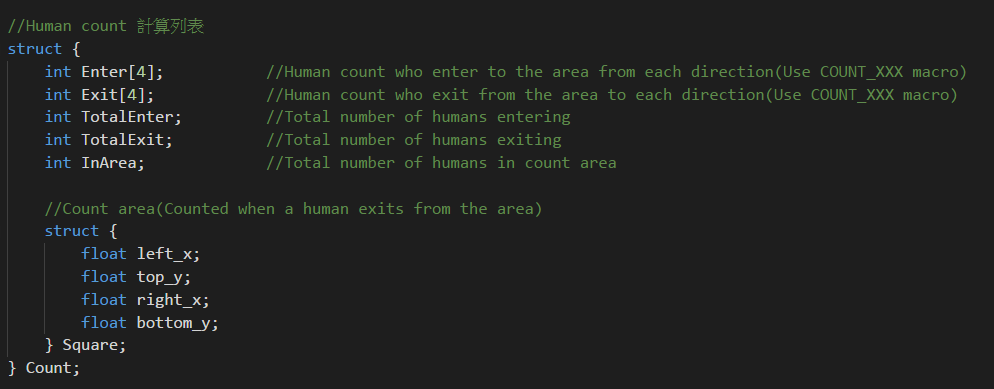 //Human count 計算列表
struct {
    int Enter[4];           //Human count who enter to the area from each direction(Use COUNT_XXX macro)
    int Exit[4];            //Human count who exit from the area to each direction(Use COUNT_XXX macro)
    int TotalEnter;         //Total number of humans entering
    int TotalExit;          //Total number of humans exiting
    int InArea;             //Total number of humans in count area

    //Count area(Counted when a human exits from the area)
    struct {
        float left_x;
        float top_y;
        float right_x;
        float bottom_y;
    } Square;
} Count;